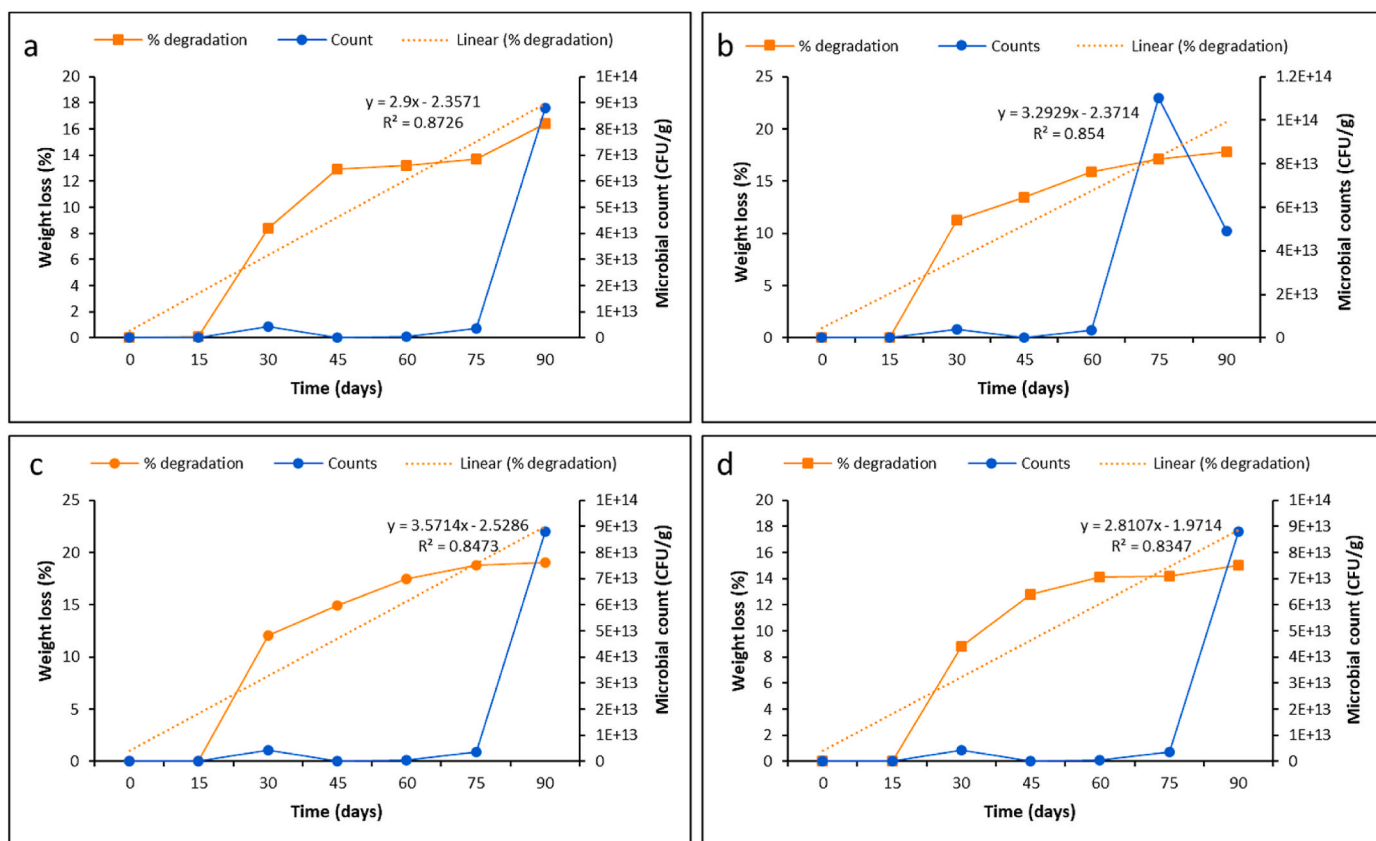 a
% degradation Count Linear (% degradation)
y = 2.9x - 2.3571
R² = 0.8726
Weight loss (%)
20
18
16
14
12
10
8
6
4
2
0
Microbial count (CFU/g)
1E+14
9E+13
8E+13
7E+13
6E+13
5E+13
4E+13
3E+13
2E+13
1E+13
0
0 15 30 45 60 75 90
Time (days)
b
% degradation Counts Linear (% degradation)
y = 3.2929x - 2.3714
R² = 0.854
Weight loss (%)
25
20
15
10
5
0
Microbial counts (CFU/g)
1.2E+14
1E+14
8E+13
6E+13
4E+13
2E+13
0
0 15 30 45 60 75 90
Time (days)
c
% degradation Counts Linear (% degradation)
y = 3.5714x - 2.5286
R² = 0.8473
Weight loss (%)
25
20
15
10
5
0
Microbial count (CFU/g)
1E+14
9E+13
8E+13
7E+13
6E+13
5E+13
4E+13
3E+13
2E+13
1E+13
0
0 15 30 45 60 75 90
Time (days)
d
% degradation Counts Linear (% degradation)
y = 2.8107x - 1.9714
R² = 0.8347
Weight loss (%)
20
18
16
14
12
10
8
6
4
2
0
Microbial count (CFU/g)
1E+14
9E+13
8E+13
7E+13
6E+13
5E+13
4E+13
3E+13
2E+13
1E+13
0
0 15 30 45 60 75 90
Time (days)